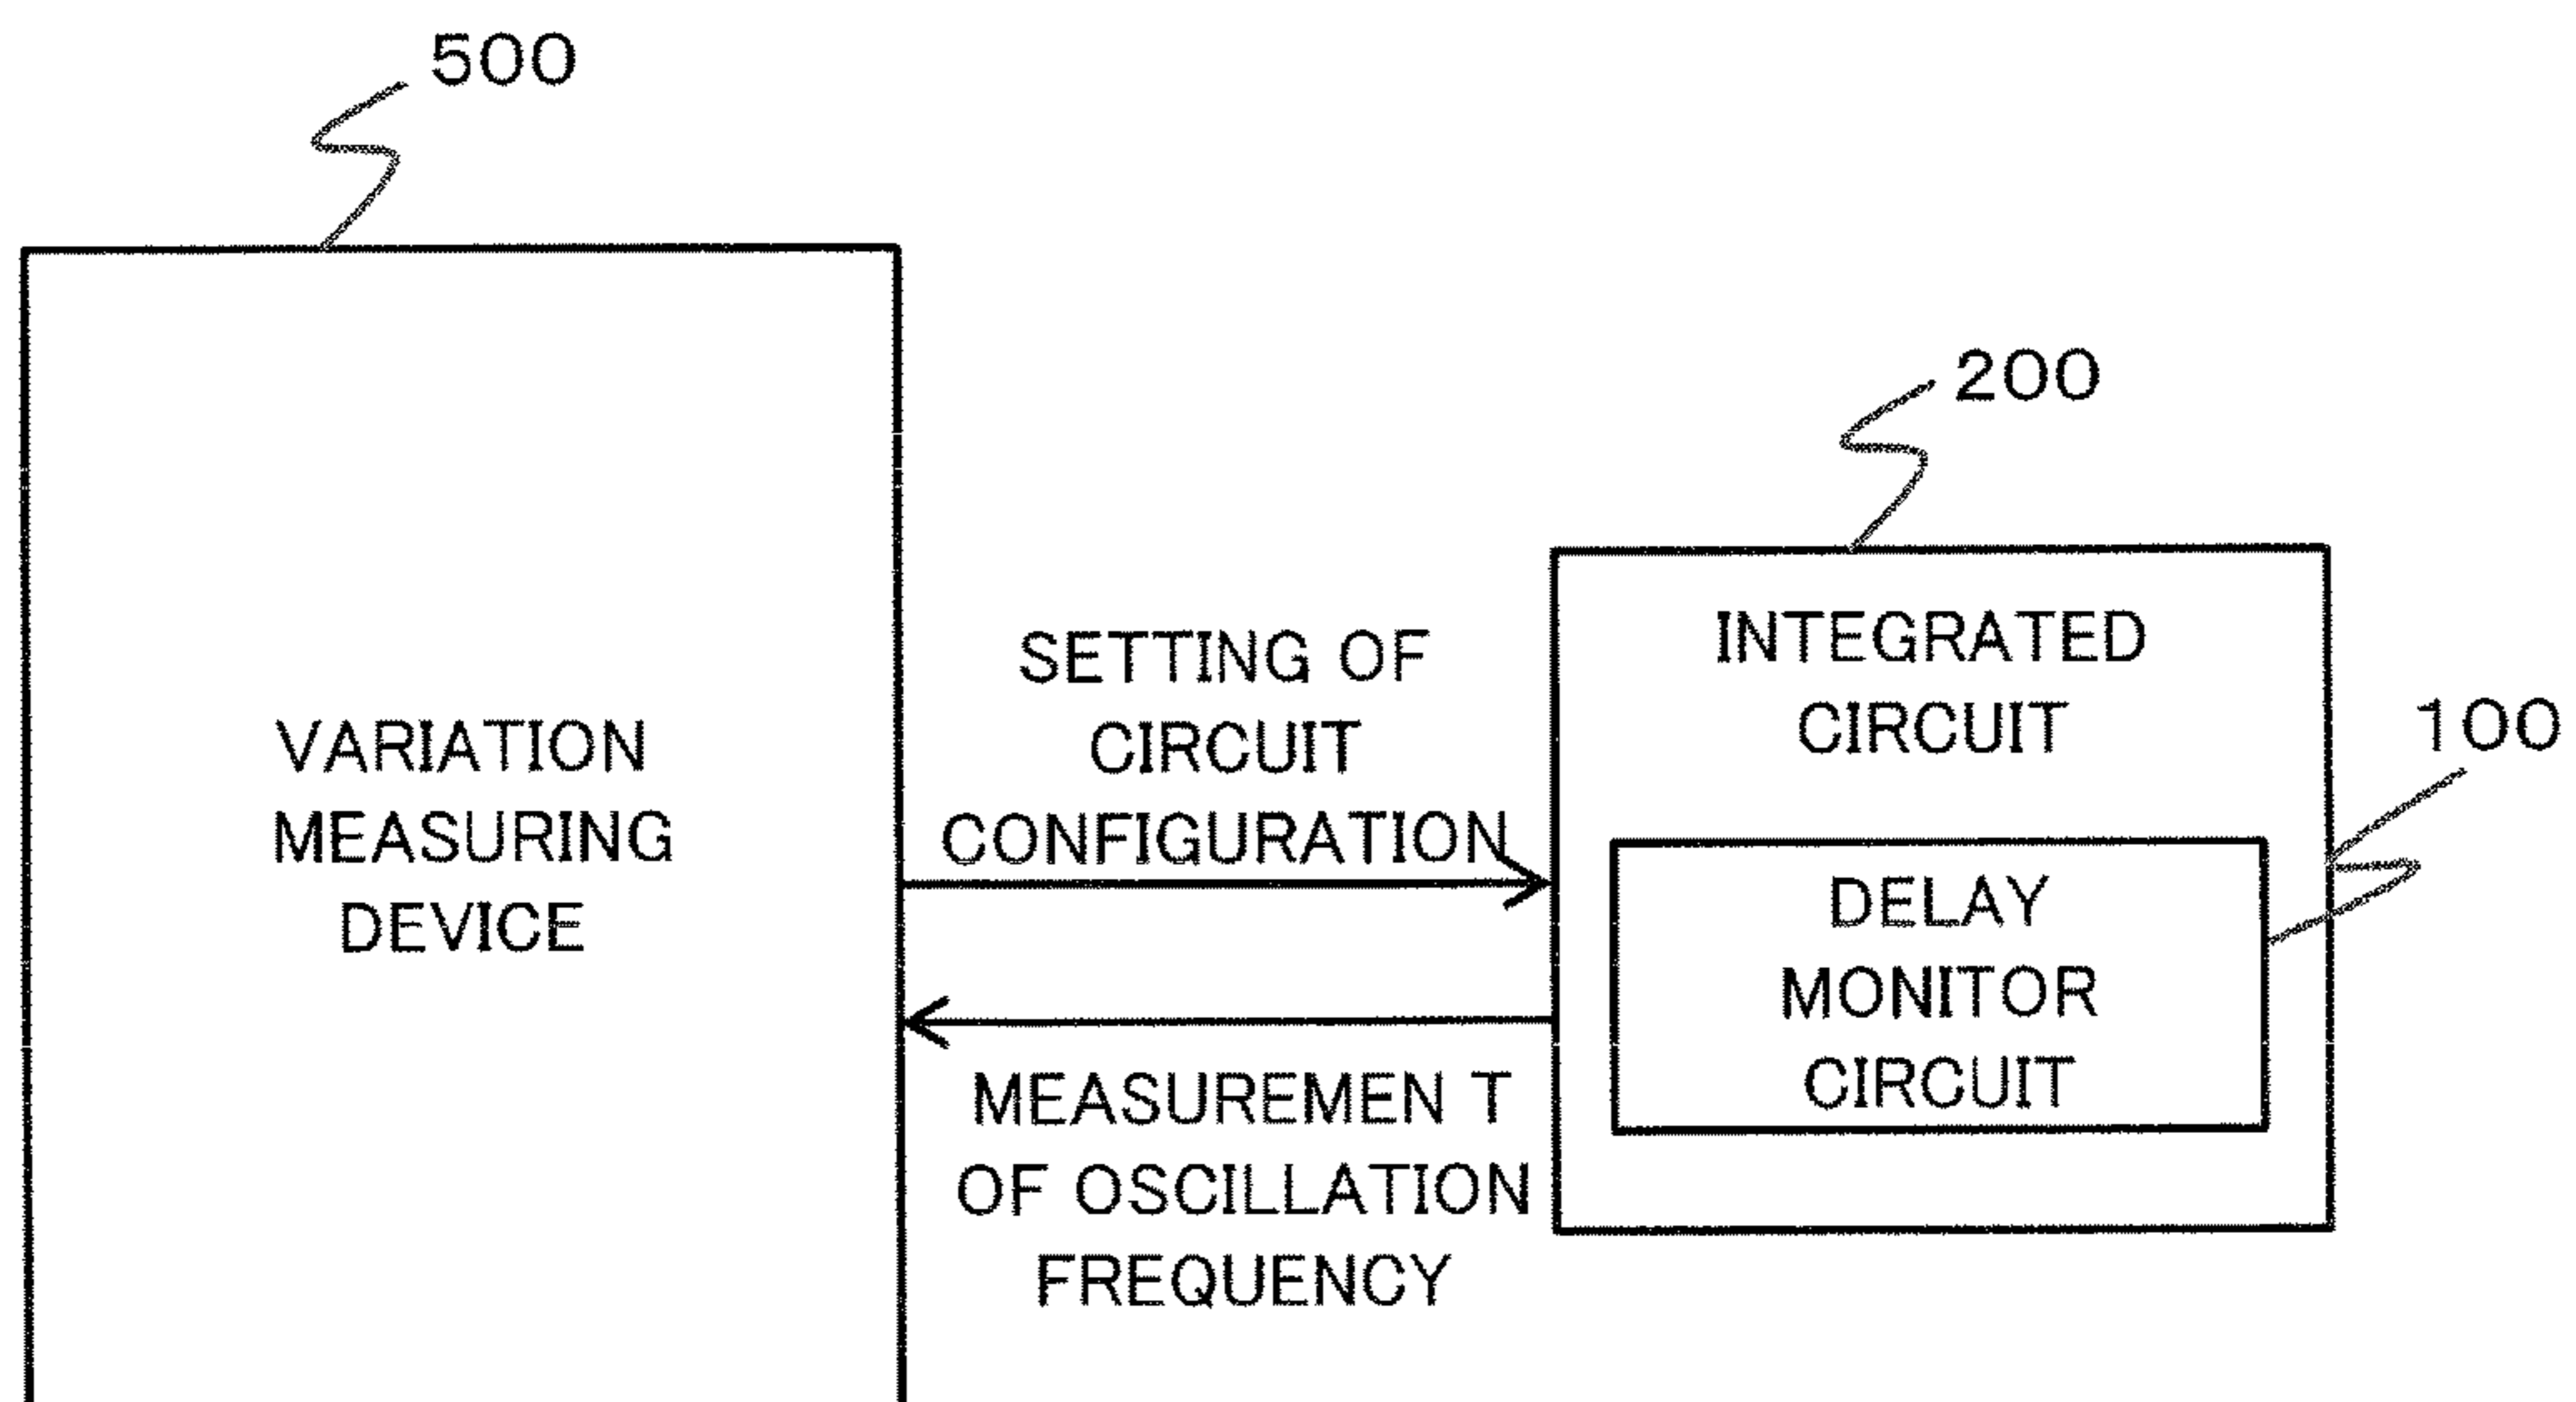 500
200
100
VARIATION
MEASURING
DEVICE
SETTING OF
CIRCUIT
CONFIGURATION
MEASUREMEN T
OF OSCILLATION
FREQUENCY
INTEGRATED
CIRCUIT
DELAY
MONITOR
CIRCUIT